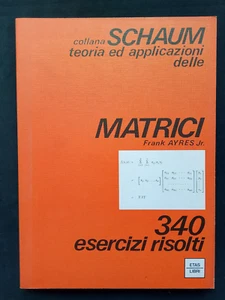 collana SCHAUM
teoria ed applicazioni
delle
MATRICI
Frank AYRES Jr.
340
esercizi risolti
ETAS
LIBRI